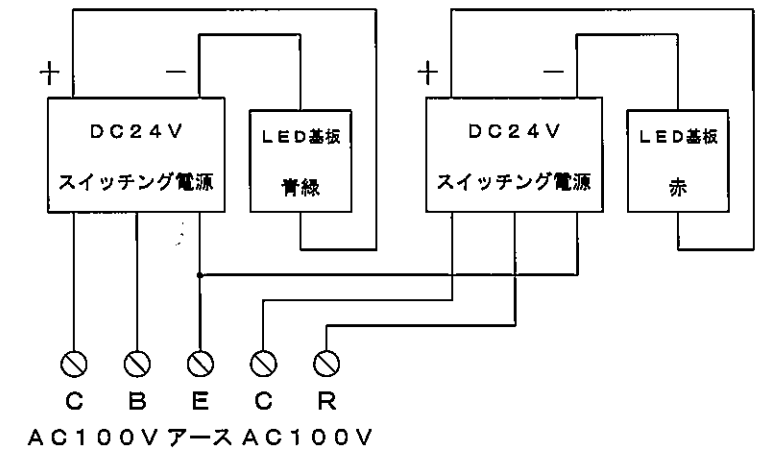 ＋ － ＋ －
ＤＣ２４Ｖ
スイッチング電源
ＬＥＤ基板
青緑
ＤＣ２４Ｖ
スイッチング電源
ＬＥＤ基板
赤
Ｃ Ｂ Ｅ Ｃ Ｒ
ＡＣ１００Ｖ アース ＡＣ１００Ｖ